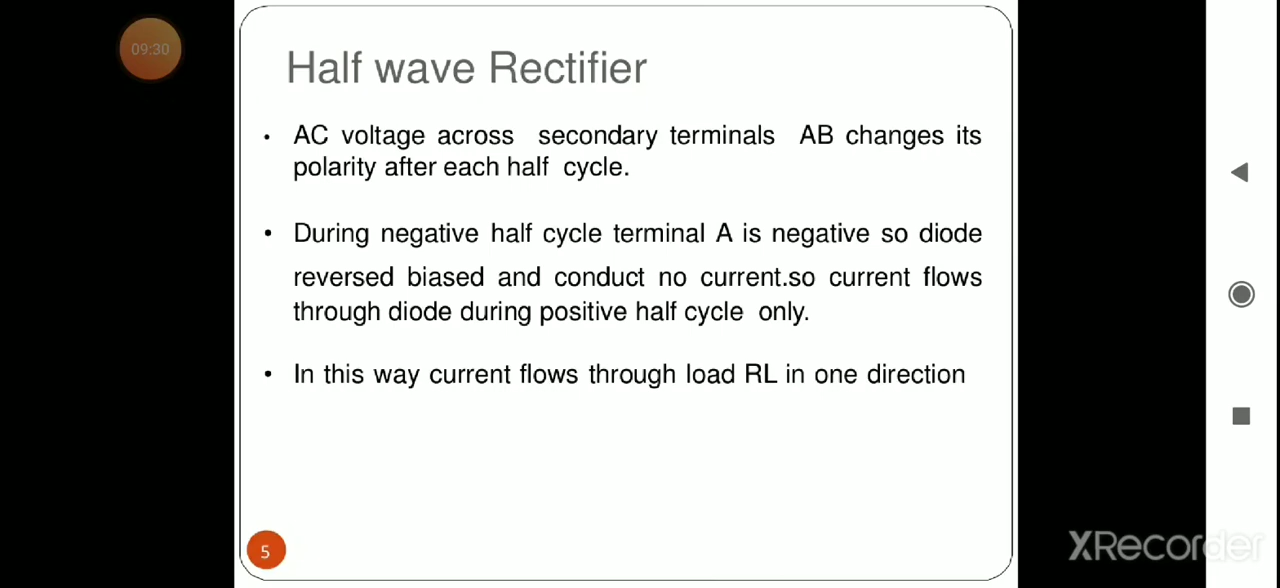 09:30
Half wave Rectifier
• AC voltage across secondary terminals AB changes its
polarity after each half cycle.
• During negative half cycle terminal A is negative so diode
reversed biased and conduct no current.so current flows
through diode during positive half cycle only.
• In this way current flows through load RL in one direction
5
XRecorder